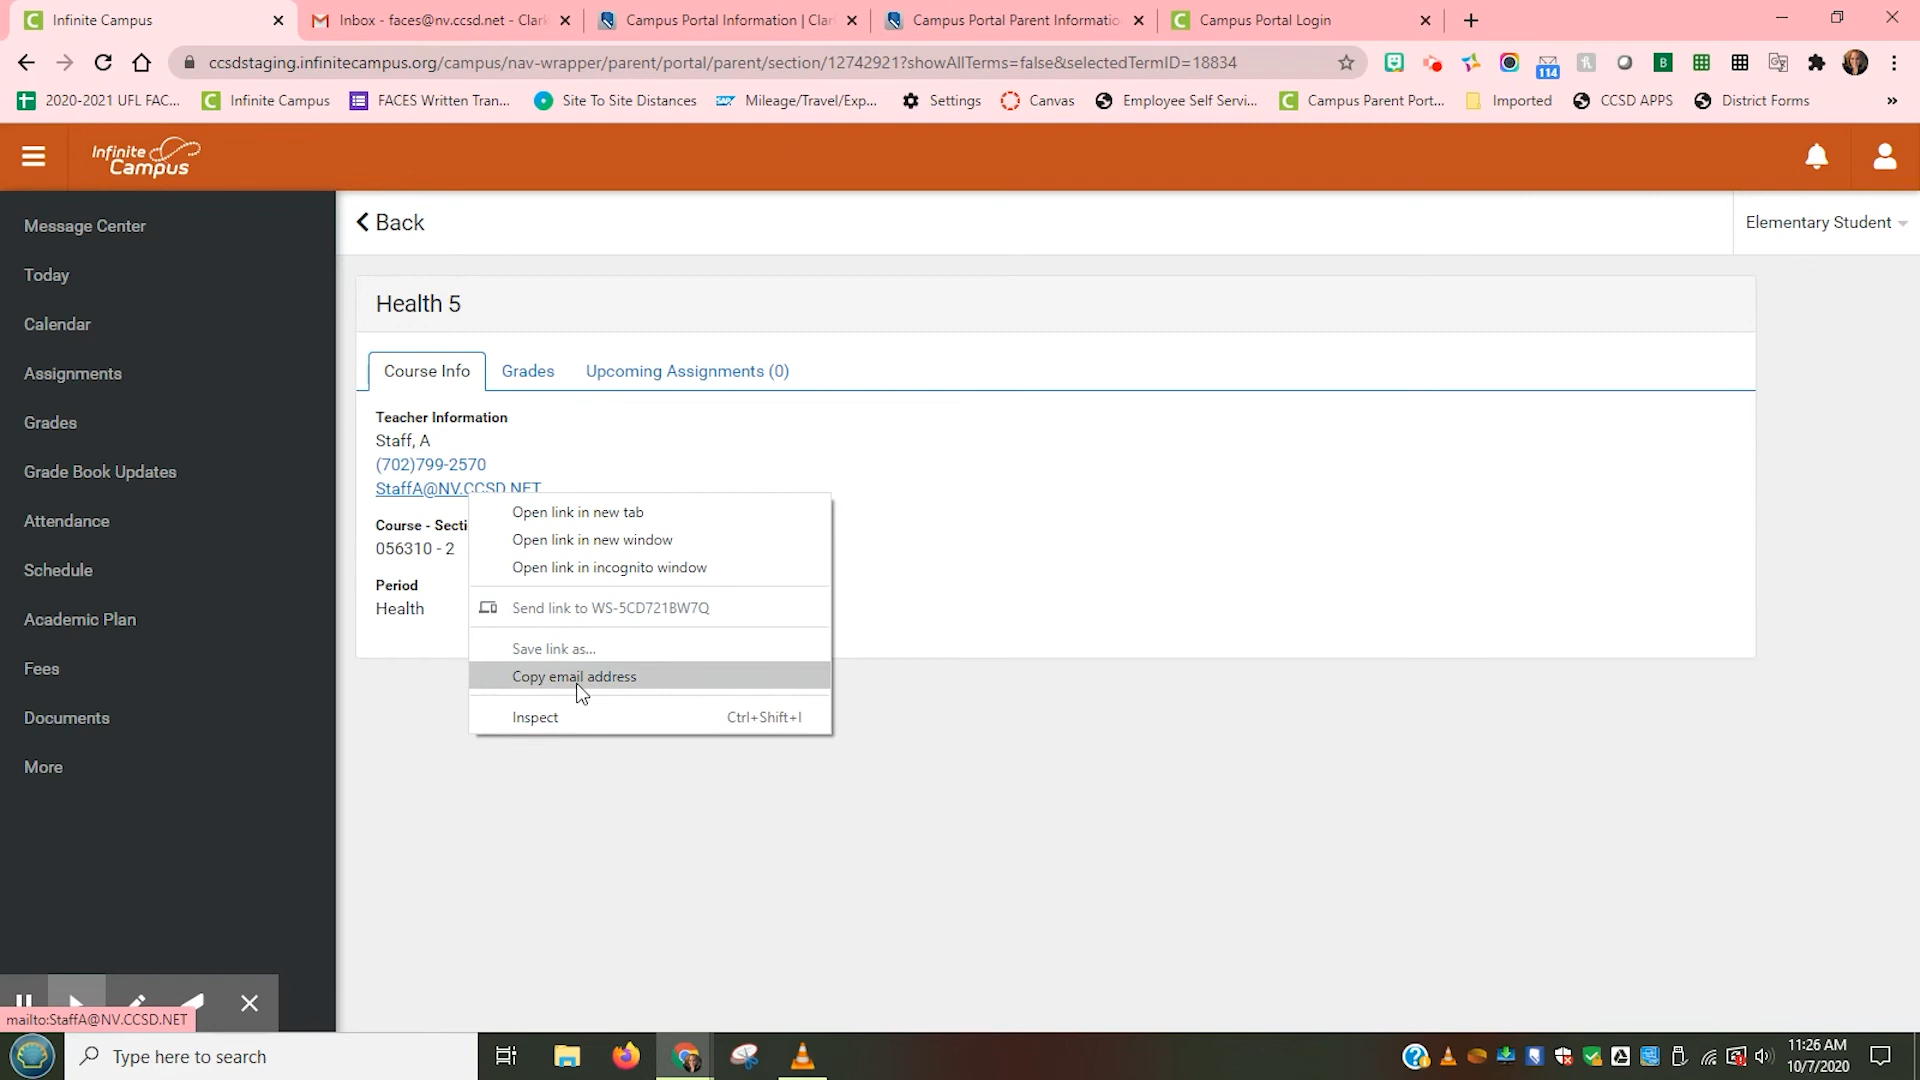 Infinite Campus
Inbox - faces@nv.ccsd.net - Clark
Campus Portal Information | Clar
Campus Portal Parent Informatio
Campus Portal Login
ccsdstaging.infinitecampus.org/campus/nav-wrapper/parent/portal/parent/section/12742921?showAllTerms=false&selectedTermID=18834
114
B
2020-2021 UFL FAC...
Infinite Campus
FACES Written Tran...
Site To Site Distances
Mileage/Travel/Exp...
Settings
Canvas
Employee Self Servi...
Campus Parent Port...
Imported
CCSD APPS
District Forms
Infinite
Campus
Message Center
Today
Calendar
Assignments
Grades
Grade Book Updates
Attendance
Schedule
Academic Plan
Fees
Documents
More
Back
Elementary Student
Health 5
Course Info
Grades
Upcoming Assignments (0)
Teacher Information
Staff, A
(702)799-2570
StaffA@NV.CCSD.NET
Course - Secti
056310 - 2
Period
Health
Open link in new tab
Open link in new window
Open link in incognito window
Send link to WS-5CD721BW7Q
Save link as...
Copy email address
Inspect
Ctrl+Shift+I
mailto:StaffA@NV.CCSD.NET
Type here to search
11:26 AM
10/7/2020